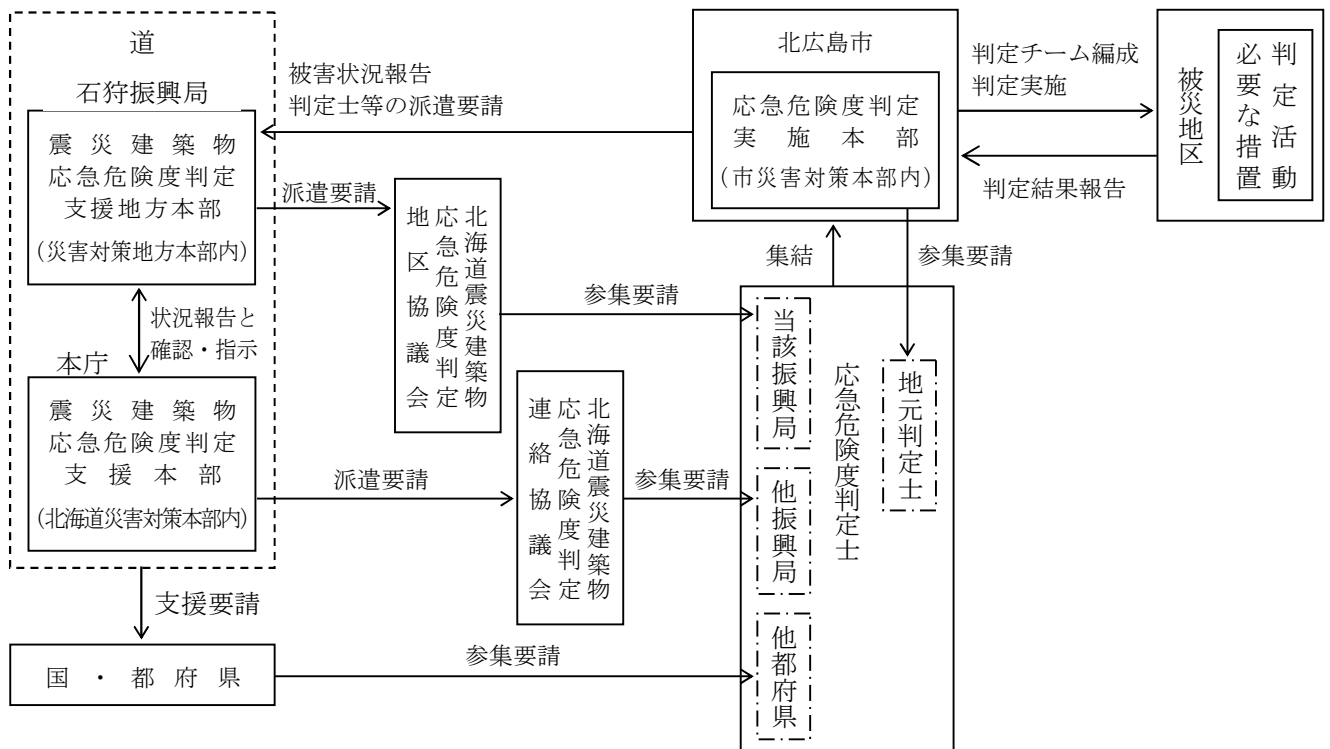 道
石狩振興局
震災建築物
応急危険度判定
支援地方本部
(災害対策地方本部内)
状況報告と
確認・指示
本庁
震災建築物
応急危険度判定
支援本部
(北海道災害対策本部内)
支援要請
国・都府県
被害状況報告
判定士等の派遣要請
派遣要請
北海道震災建築物
応急危険度判定
地区協議会
派遣要請
北海道震災建築物
応急危険度判定
連絡協議会
参集要請
参集要請
参集要請
北広島市
応急危険度判定
実施本部
(市災害対策本部内)
集結
参集要請
応急危険度判定士
当該振興局
他振興局
他都府県
地元判定士
判定チーム編成
判定実施
判定結果報告
被災地区
判定活動
必要な措置